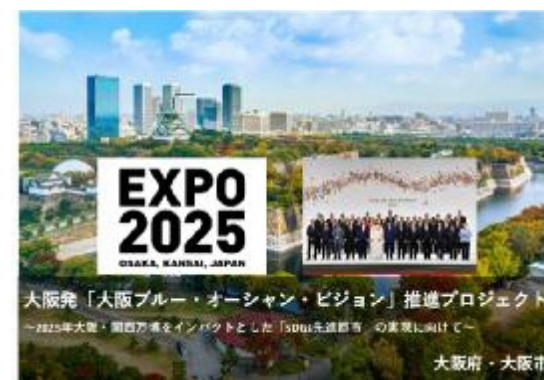 EXPO
2025
OSAKA, KANSAI, JAPAN
大阪発「大阪ブルー・オーシャン・ビジョン」推進プロジェクト
～2025年大阪・関西万博をインパクトとした「SDGs先進都市」の実現に向けて～
大阪府・大阪市